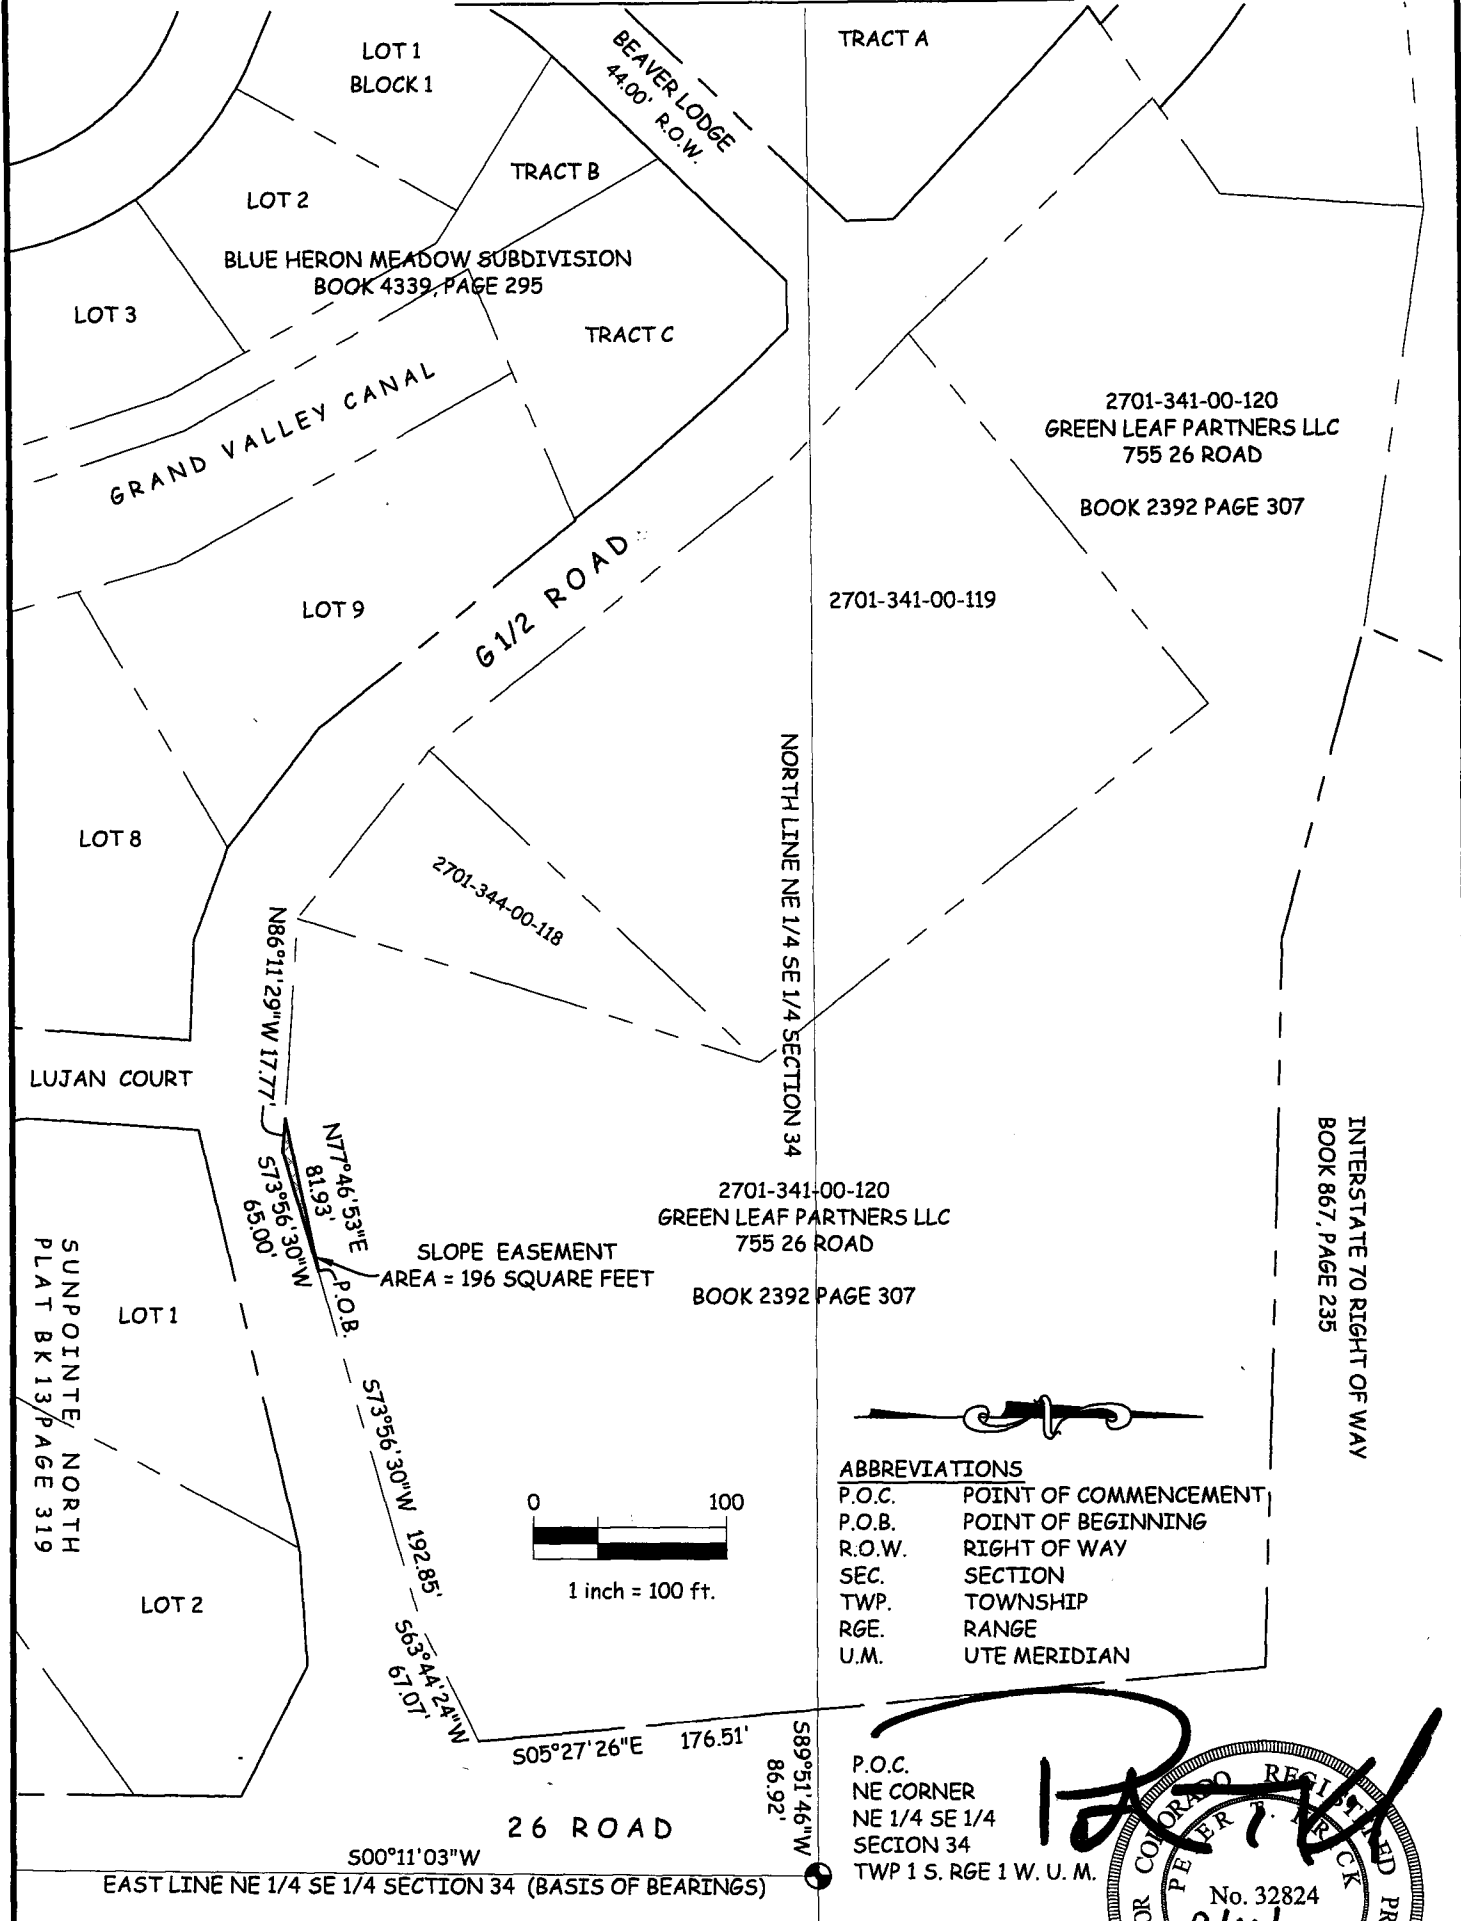 LOT 1
BLOCK 1
BEAVER LODGE
44.00' R.O.W.
TRACT A
TRACT B
LOT 2
BLUE HERON MEADOW SUBDIVISION
BOOK 4339, PAGE 295
LOT 3
TRACT C
GRAND VALLEY CANAL
2701-341-00-120
GREEN LEAF PARTNERS LLC
755 26 ROAD
BOOK 2392 PAGE 307
G 1/2 ROAD
LOT 9
2701-341-00-119
NORTH LINE NE 1/4 SE 1/4 SECTION 34
LOT 8
2701-344-00-118
N86°11'29"W 17.77'
LUJAN COURT
N77°46'53"E
81.93'
S73°56'30"W
65.00'
2701-341-00-120
GREEN LEAF PARTNERS LLC
755 26 ROAD
BOOK 2392 PAGE 307
INTERSTATE 70 RIGHT OF WAY
BOOK 867, PAGE 235
SLOPE EASEMENT
AREA = 196 SQUARE FEET
P.O.B.
SUNPOINTE NORTH
PLAT BK 13 PAGE 319
LOT 1
S73°56'30"W 192.85'
0 100
1 inch = 100 ft.
ABBREVIATIONS
P.O.C. POINT OF COMMENCEMENT
P.O.B. POINT OF BEGINNING
R.O.W. RIGHT OF WAY
SEC. SECTION
TWP. TOWNSHIP
RGE. RANGE
U.M. UTE MERIDIAN
LOT 2
S63°44'24"W
67.07'
S05°27'26"E 176.51'
S89°51'46"W
86.92'
P.O.C.
NE CORNER
NE 1/4 SE 1/4
SECION 34
TWP 1 S. RGE 1 W. U. M.
26 ROAD
S00°11'03"W
EAST LINE NE 1/4 SE 1/4 SECTION 34 (BASIS OF BEARINGS)
COLORADO REGISTERED
PETER T. KRICK
No. 32824